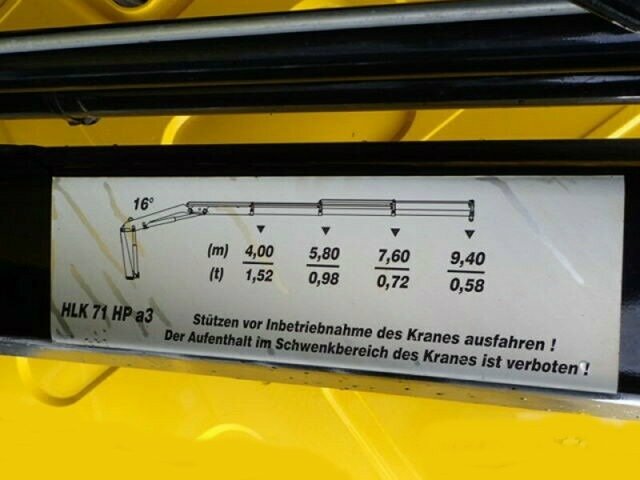 16°
(m) 4,00 5,80 7,60 9,40
(t) 1,52 0,98 0,72 0,58
HLK 71 HP a3
Stützen vor Inbetriebnahme des Kranes ausfahren !
Der Aufenthalt im Schwenkbereich des Kranes ist verboten !